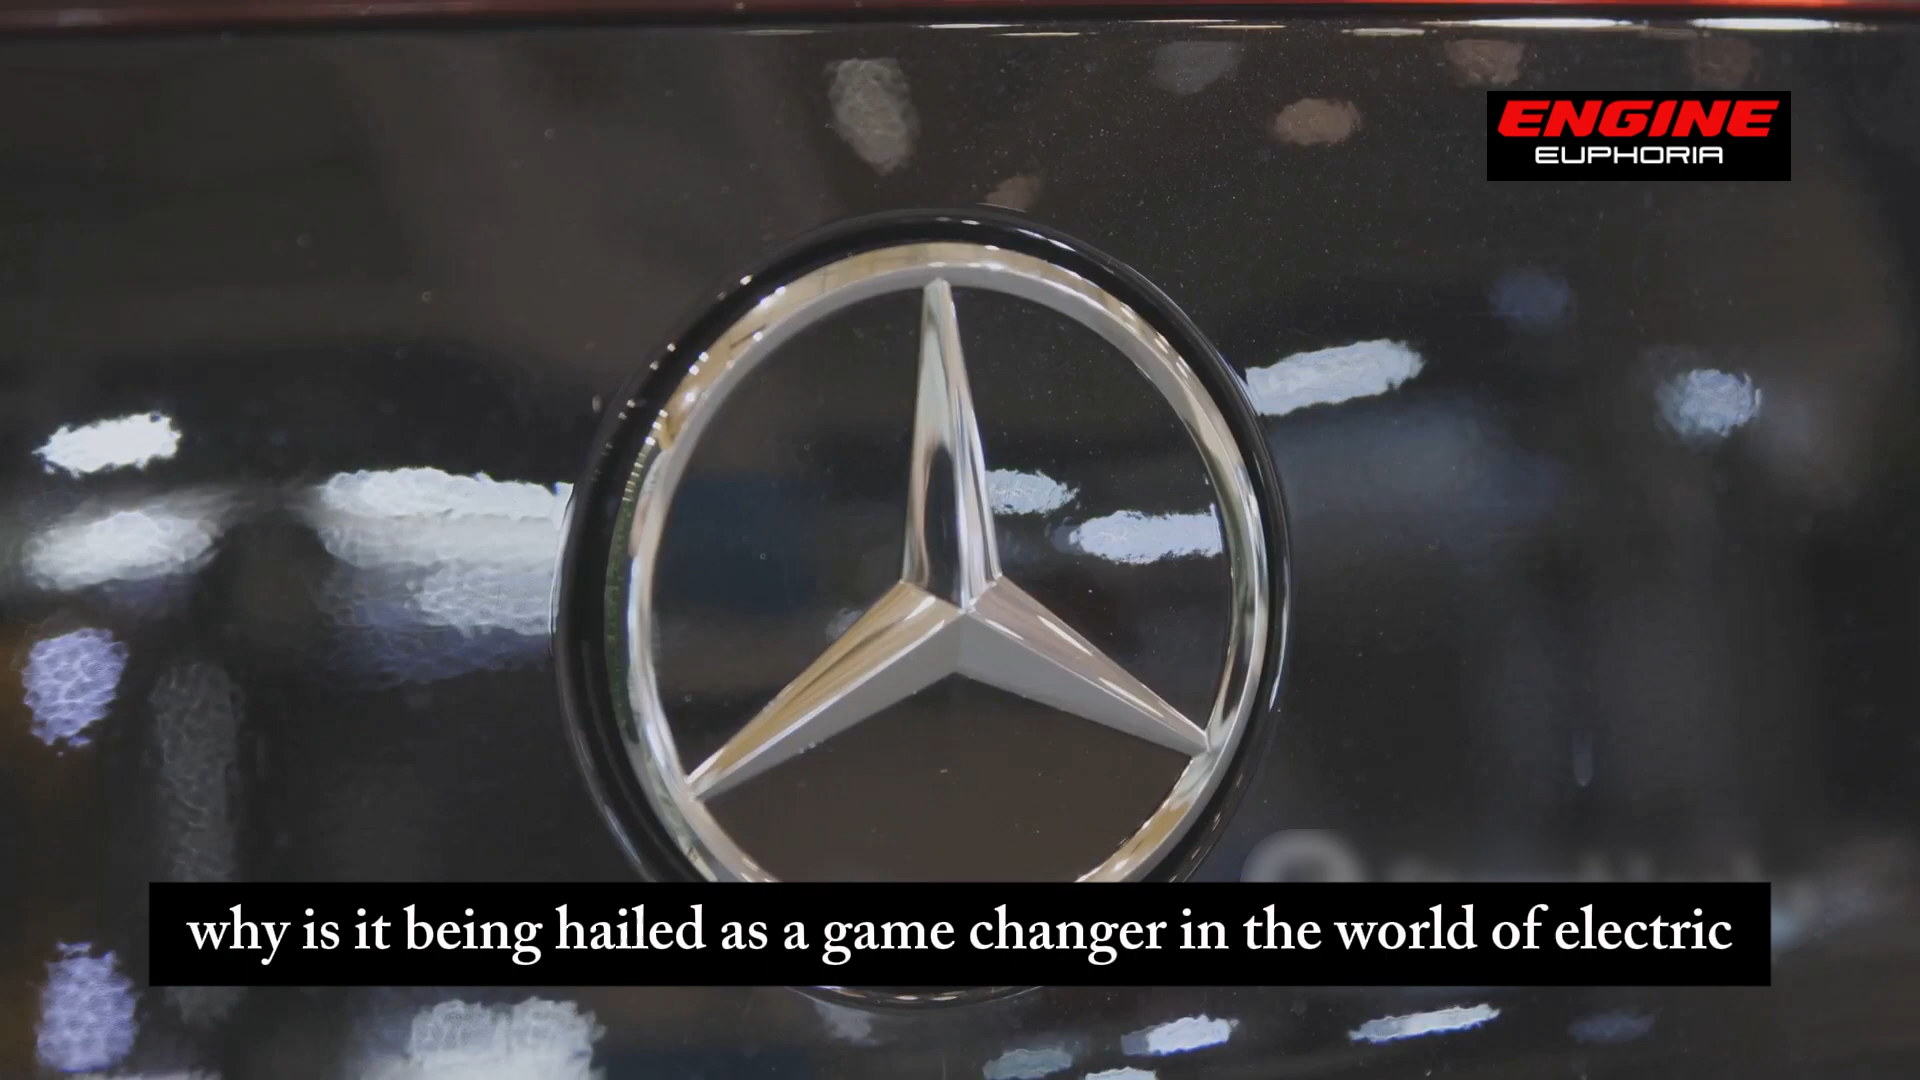 ENGINE
EUPHORIA
why is it being hailed as a game changer in the world of electric